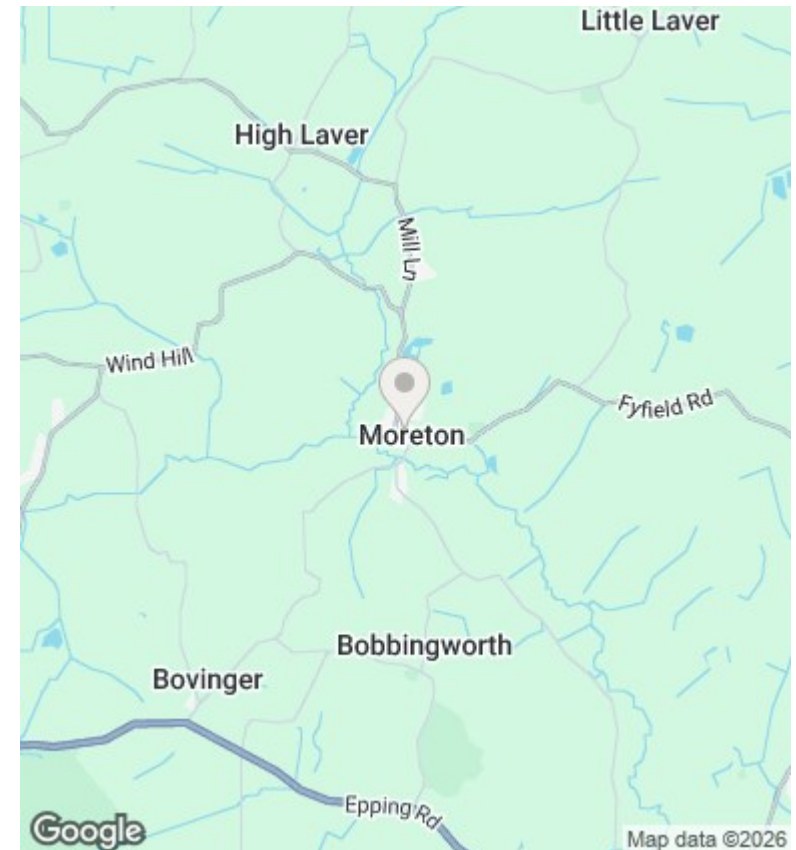 Little Laver
High Laver
Mill Ln
Wind Hill
Fyfield Rd
Moreton
Bobbingworth
Bovinger
Epping Rd
Google
Map data ©2026